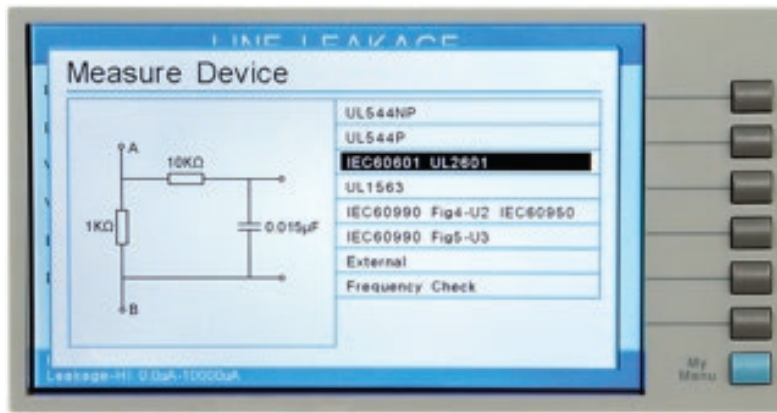 LINE LEAKAGE
Measure Device
A
10KΩ
1KΩ
0.015µF
B
UL544NP
UL544P
IEC60601 UL2601
UL1563
IEC60990 Fig4-U2 IEC60950
IEC60990 Fig5-U3
External
Frequency Check
Leakage-HI 0.0uA-10000uA
My
Menu